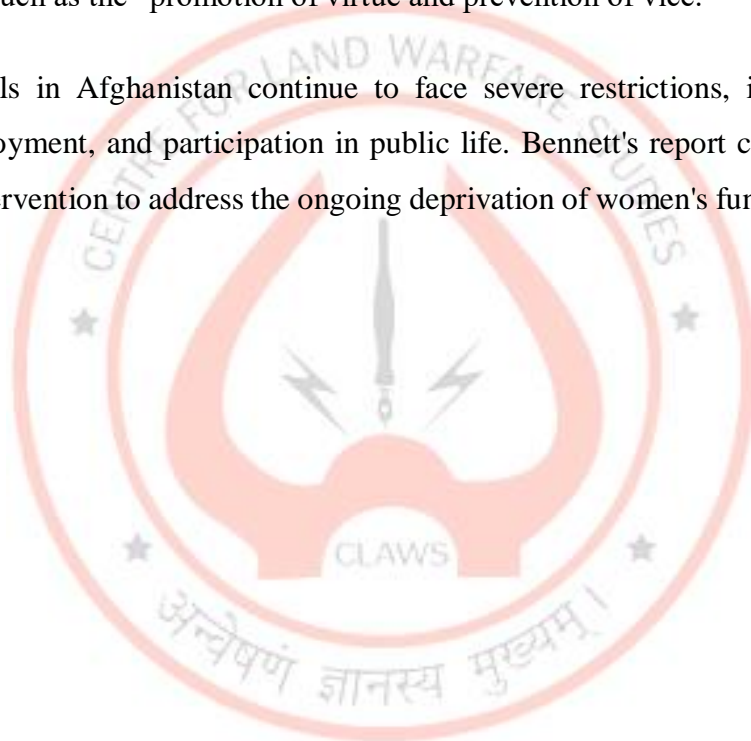 such as the "promotion of virtue and prevention of vice."
ls in Afghanistan continue to face severe restrictions, i
oyment, and participation in public life. Bennett's report c
ervention to address the ongoing deprivation of women's fur
CENTRE FOR LAND WARFARE STUDIES
CLAWS
अन्वेषणं ज्ञानस्य मुख्यम्।